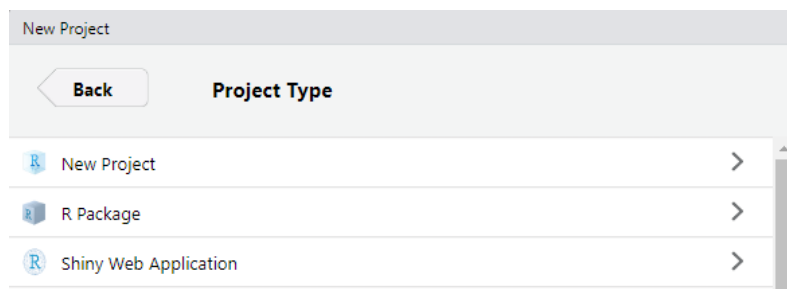 New Project
Back Project Type
New Project
R Package
Shiny Web Application